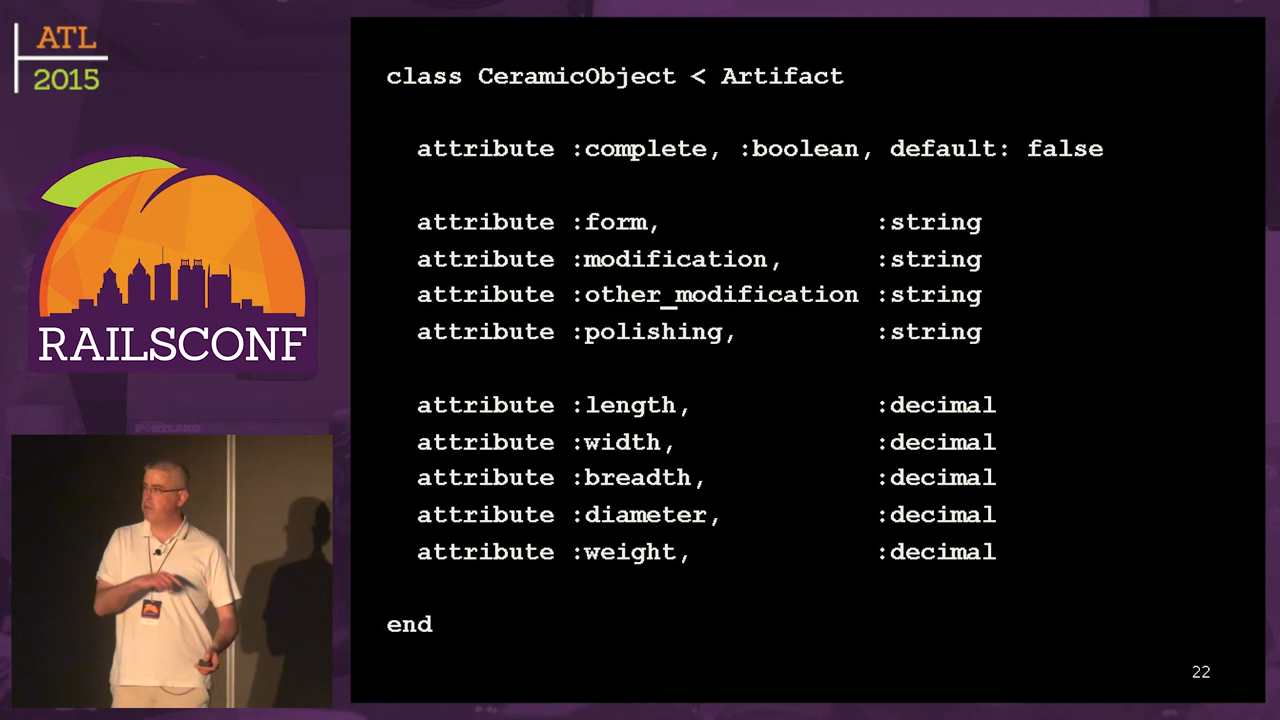 ATL
2015
RAILSCONF
class CeramicObject < Artifact
attribute :complete, :boolean, default: false
attribute :form, :string
attribute :modification, :string
attribute :other_modification :string
attribute :polishing, :string
attribute :length, :decimal
attribute :width, :decimal
attribute :breadth, :decimal
attribute :diameter, :decimal
attribute :weight, :decimal
end
22
PORTLAND